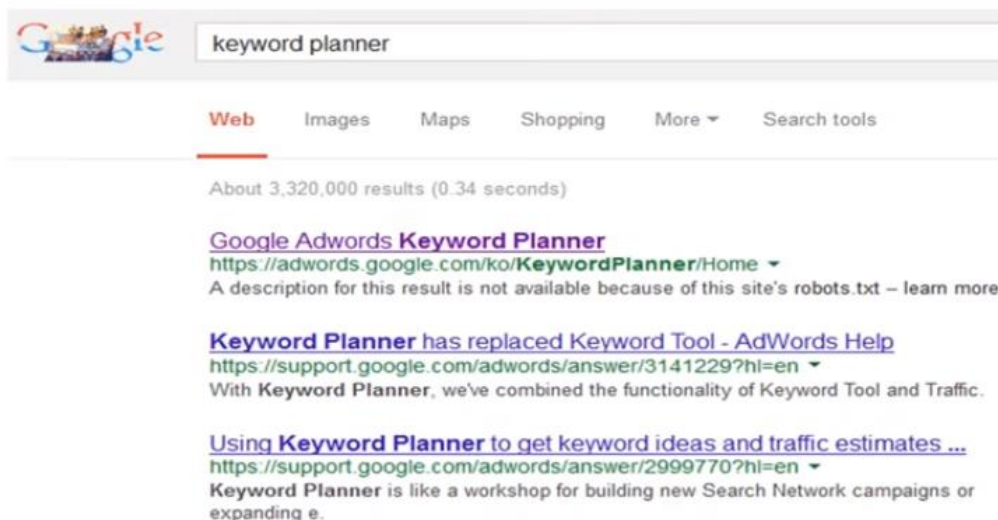 Google
keyword planner
Web Images Maps Shopping More Search tools
About 3,320,000 results (0.34 seconds)
Google Adwords Keyword Planner
https://adwords.google.com/ko/KeywordPlanner/Home
A description for this result is not available because of this site's robots.txt – learn more
Keyword Planner has replaced Keyword Tool - AdWords Help
https://support.google.com/adwords/answer/3141229?hl=en
With Keyword Planner, we've combined the functionality of Keyword Tool and Traffic.
Using Keyword Planner to get keyword ideas and traffic estimates ...
https://support.google.com/adwords/answer/2999770?hl=en
Keyword Planner is like a workshop for building new Search Network campaigns or
expanding e.